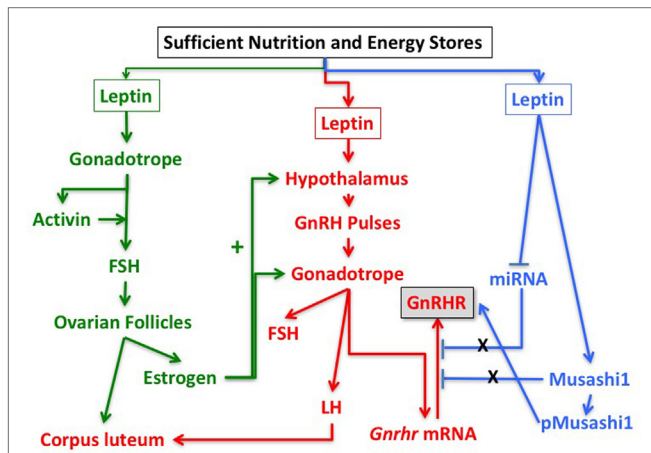 Sufficient Nutrition and Energy Stores
Leptin
Leptin
Leptin
Gonadotrope
Hypothalamus
Activin
GnRH Pulses
+
FSH
Gonadotrope
miRNA
GnRHR
Ovarian Follicles
FSH
X
Estrogen
X
Musashi1
LH
pMusashi1
Corpus luteum
Gnrhr mRNA